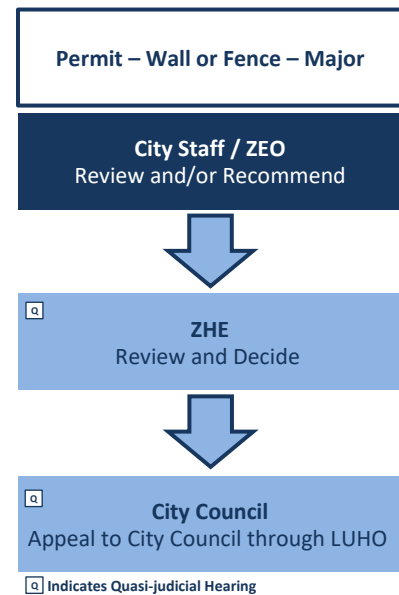 Permit – Wall or Fence – Major
City Staff / ZEO
Review and/or Recommend
Q
ZHE
Review and Decide
Q
City Council
Appeal to City Council through LUHO
Q Indicates Quasi-judicial Hearing